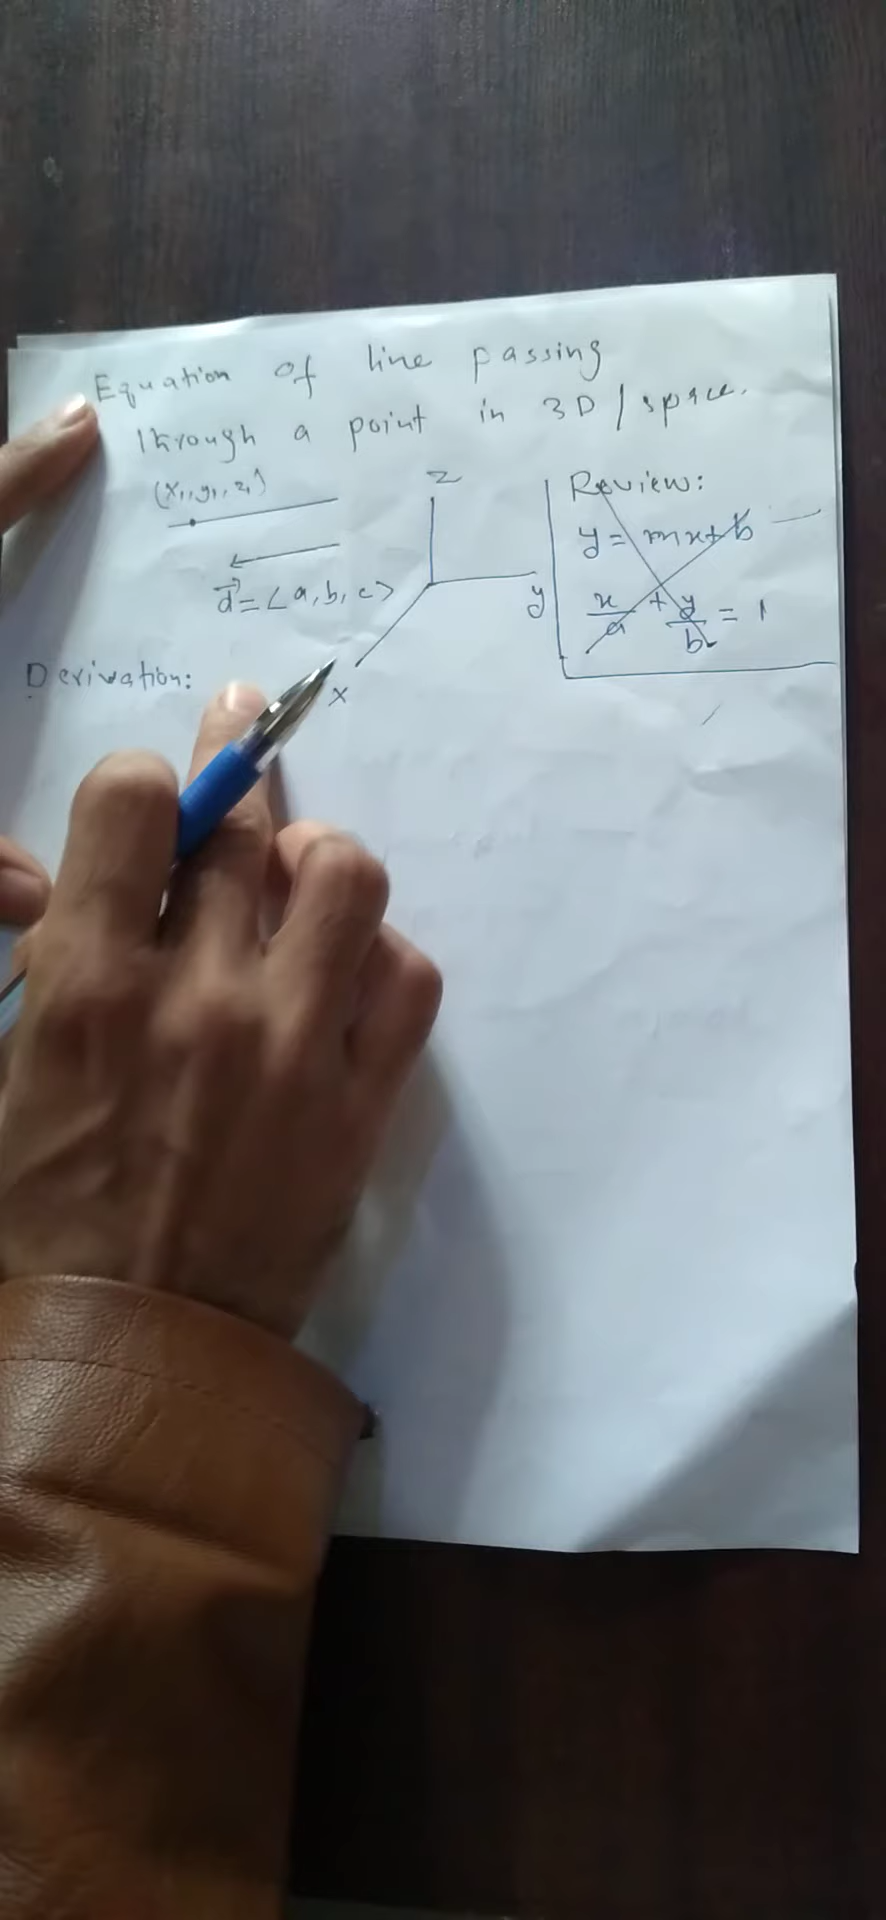 Equation of line passing
through a point in 3D / space.
(x₁, y₁, z₁)
d⃗ = <a, b, c>
z
y
x
Review:
y = mx + b
x/a + y/b = 1
Derivation: